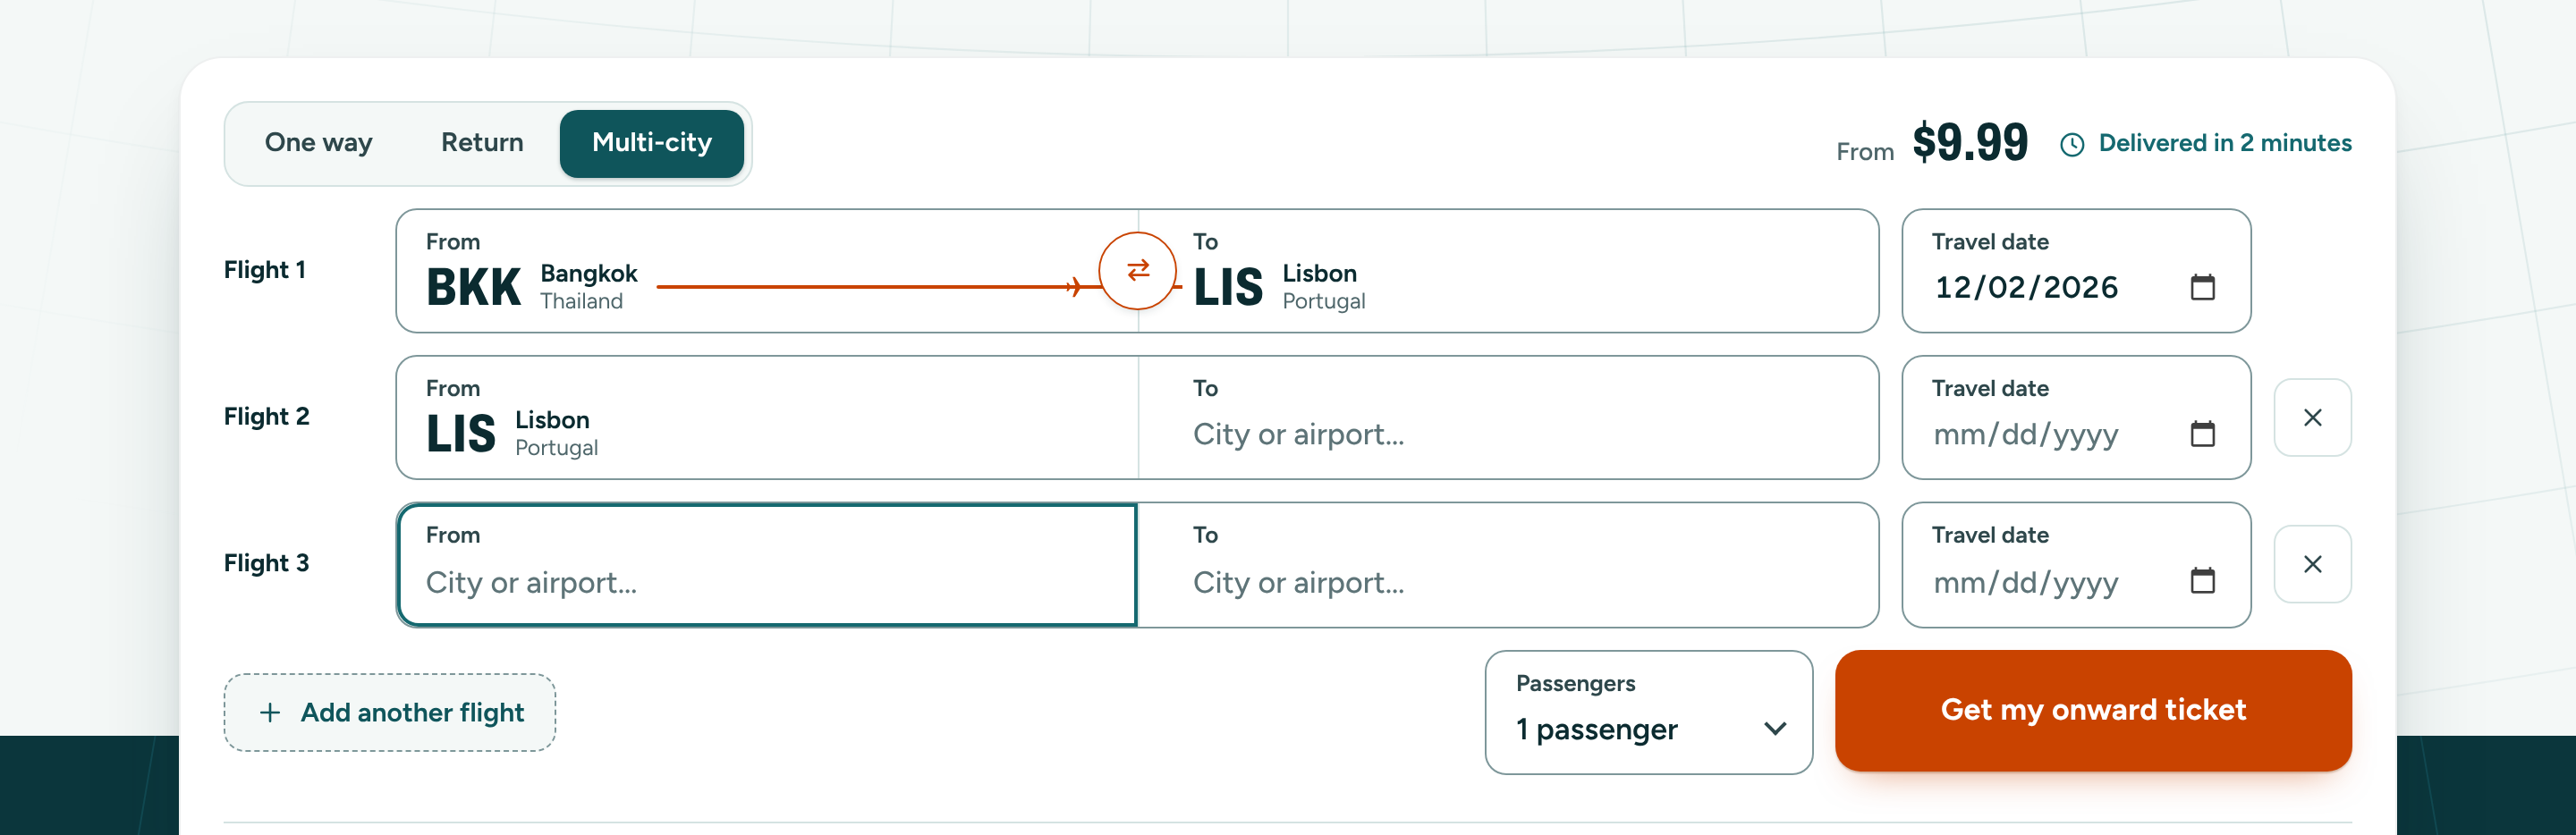 One way Return Multi-city From $9.99 Delivered in 2 minutes
Flight 1
From
BKK Bangkok
Thailand
To
LIS Lisbon
Portugal
Travel date
12/02/2026
Flight 2
From
LIS Lisbon
Portugal
To
City or airport...
Travel date
mm/dd/yyyy
Flight 3
From
City or airport...
To
City or airport...
Travel date
mm/dd/yyyy
Add another flight
Passengers
1 passenger
Get my onward ticket